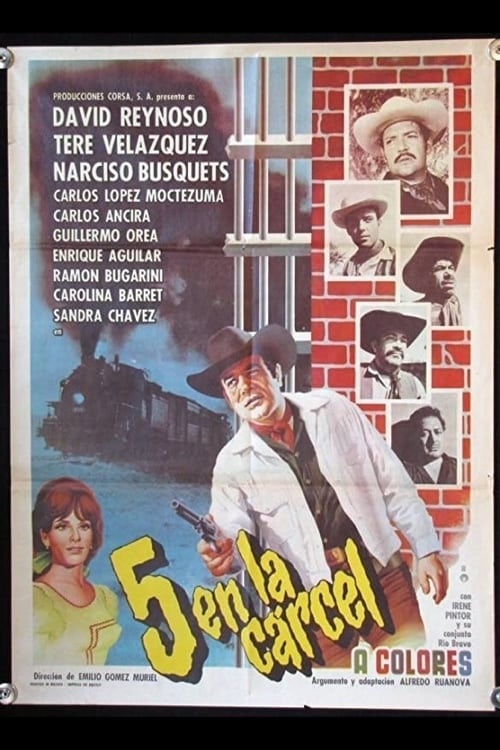 PRODUCCIONES CORSA, S. A. presenta a:
DAVID REYNOSO
TERE VELAZQUEZ
NARCISO BUSQUETS
CARLOS LOPEZ MOCTEZUMA
CARLOS ANCIRA
GUILLERMO OREA
ENRIQUE AGUILAR
RAMON BUGARINI
CAROLINA BARRET
SANDRA CHAVEZ
en
5 en la
cárcel
con
IRENE
PINTOR
y su
conjunto
Rio Bravo
A COLORES
Dirección de EMILIO GOMEZ MURIEL
Argumento y adaptación ALFREDO RUANOVA